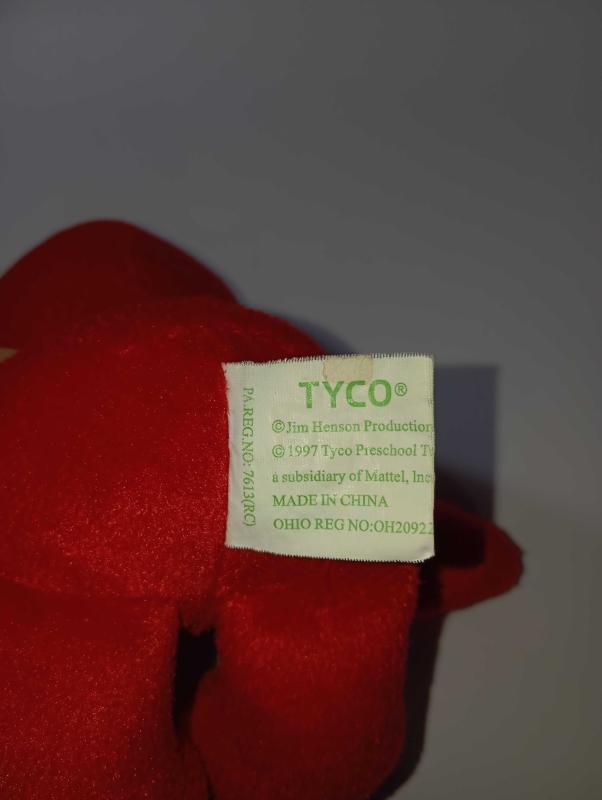 TYCO®
©Jim Henson Production
©1997 Tyco Preschool T
a subsidiary of Mattel, Inc
MADE IN CHINA
OHIO REG NO:OH20922
PA.REG.NO: 7613(RC)